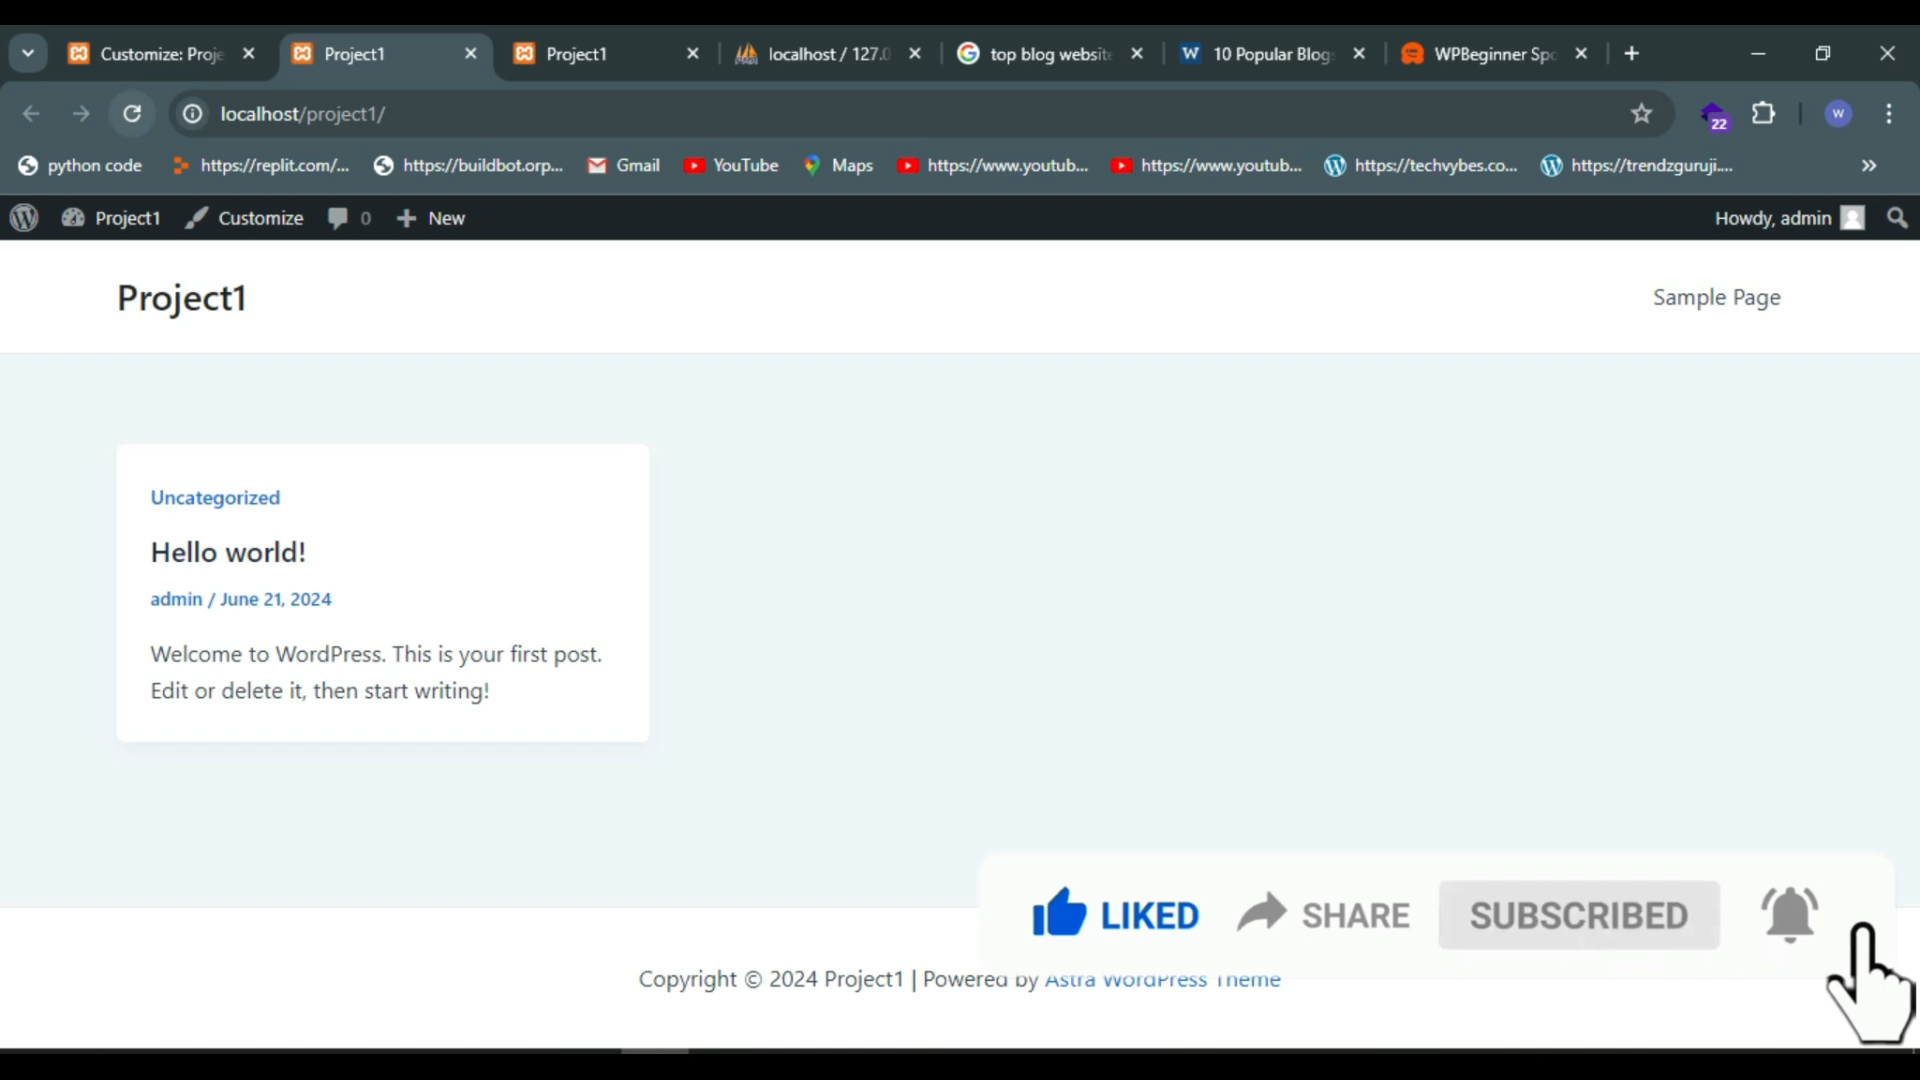 Customize: Proje
Project1
Project1
localhost / 127.0
top blog website
10 Popular Blog
WPBeginner Spo
localhost/project1/
22
W
python code
https://replit.com/...
https://buildbot.orp...
Gmail
YouTube
Maps
https://www.youtub...
https://www.youtub...
https://techvybes.co...
https://trendzguruji....
»
Project1
Customize
0
New
Howdy, admin
Project1
Sample Page
Uncategorized
Hello world!
admin / June 21, 2024
Welcome to WordPress. This is your first post.
Edit or delete it, then start writing!
LIKED
SHARE
SUBSCRIBED
Copyright © 2024 Project1 | Powered by Astra WordPress Theme